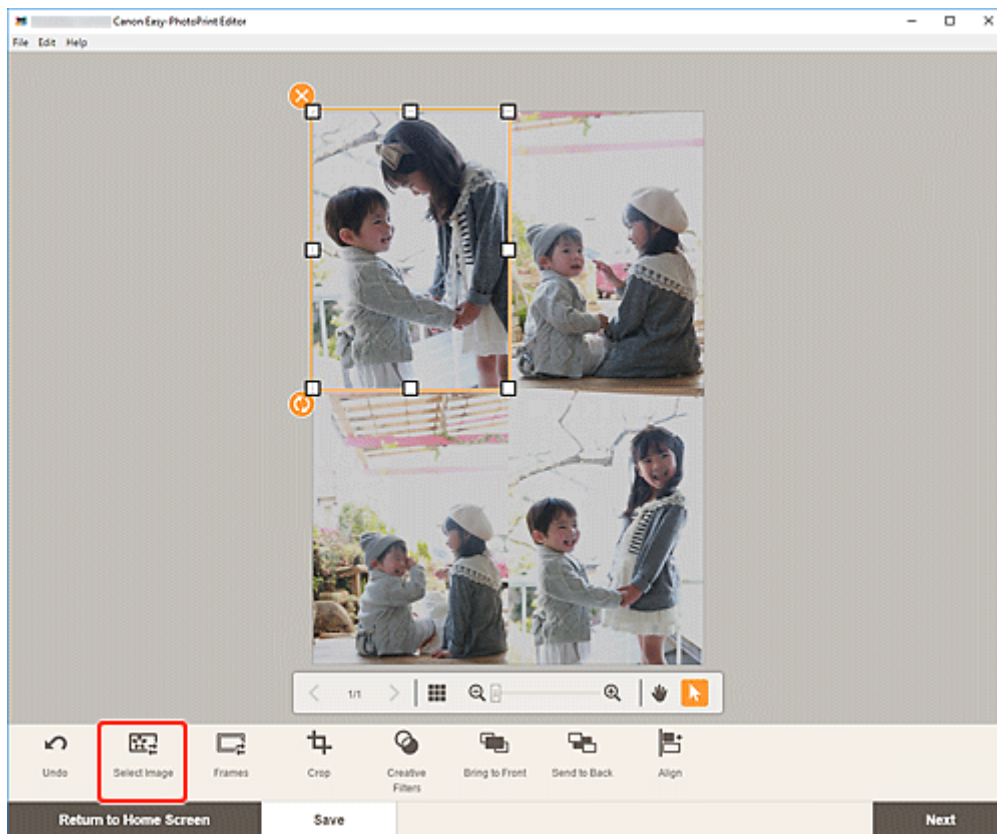 Canon Easy-PhotoPrint Editor
File Edit Help
1/1
Undo Select Image Frames Crop Creative Filters Bring to Front Send to Back Align
Return to Home Screen Save Next